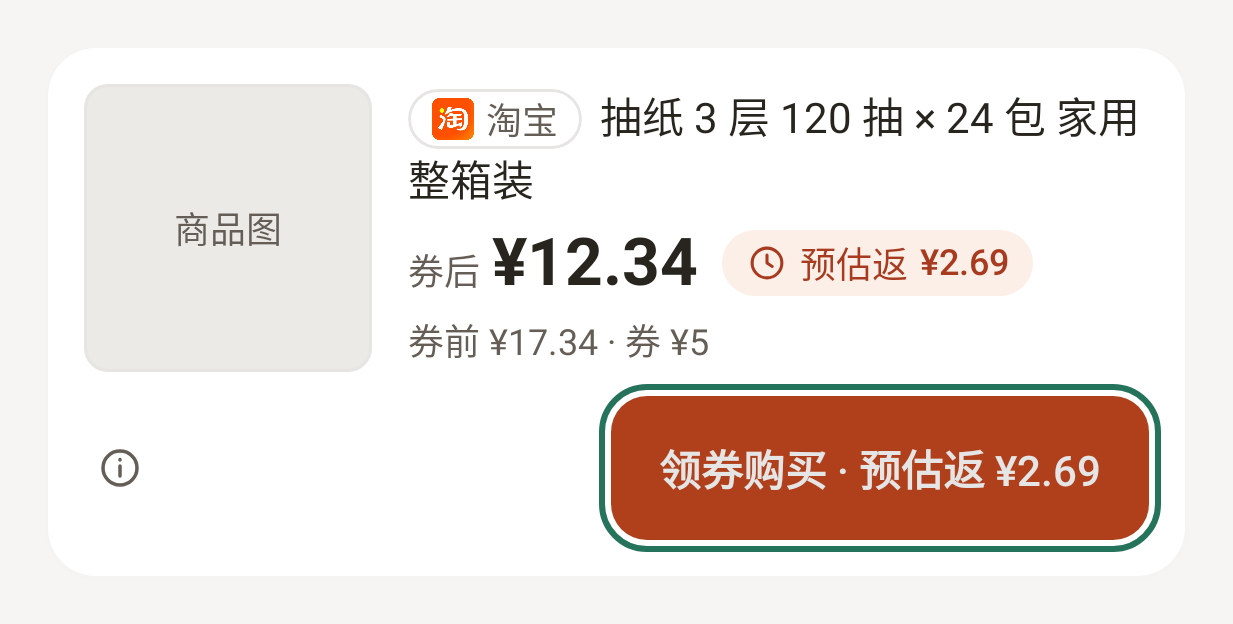 商品图
淘 淘宝 抽纸 3 层 120 抽 × 24 包 家用
整箱装
券后 ¥12.34 预估返 ¥2.69
券前 ¥17.34 · 券 ¥5
领券购买 · 预估返 ¥2.69